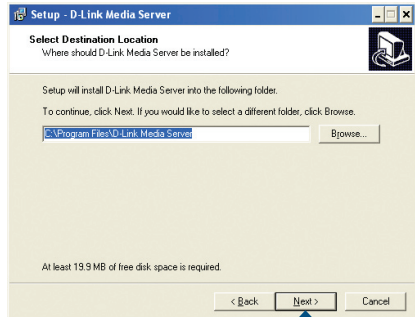 Setup - D-Link Media Server
Select Destination Location
Where should D-Link Media Server be installed?
Setup will install D-Link Media Server into the following folder.
To continue, click Next. If you would like to select a different folder, click Browse.
C:\Program Files\D-Link Media Server
Browse...
At least 19.9 MB of free disk space is required.
< Back
Next >
Cancel